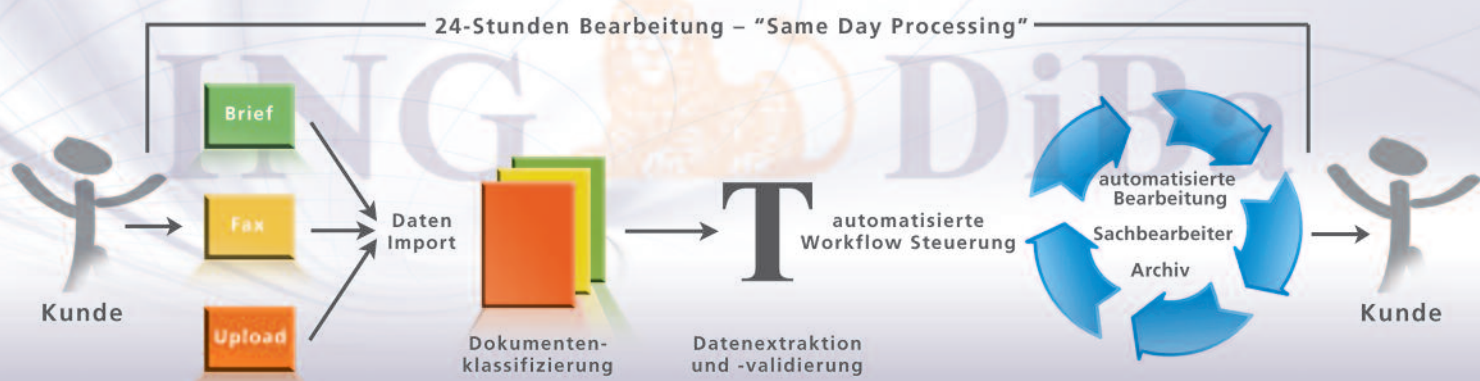 24-Stunden Bearbeitung – “Same Day Processing”
ING DiBa
Kunde
Brief
Fax
Upload
Daten
Import
Dokumenten-
klassifizierung
T
Datenextraktion
und -validierung
automatisierte
Workflow Steuerung
automatisierte
Bearbeitung
Sachbearbeiter
Archiv
Kunde